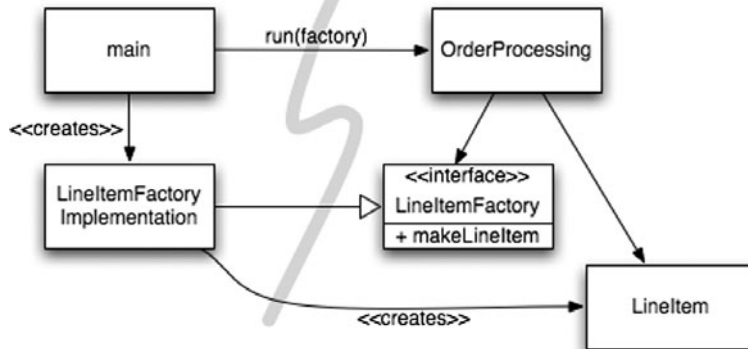 main
run(factory)
OrderProcessing
<<creates>>
LineItemFactory
Implementation
<<interface>>
LineItemFactory
+ makeLineItem
<<creates>>
LineItem